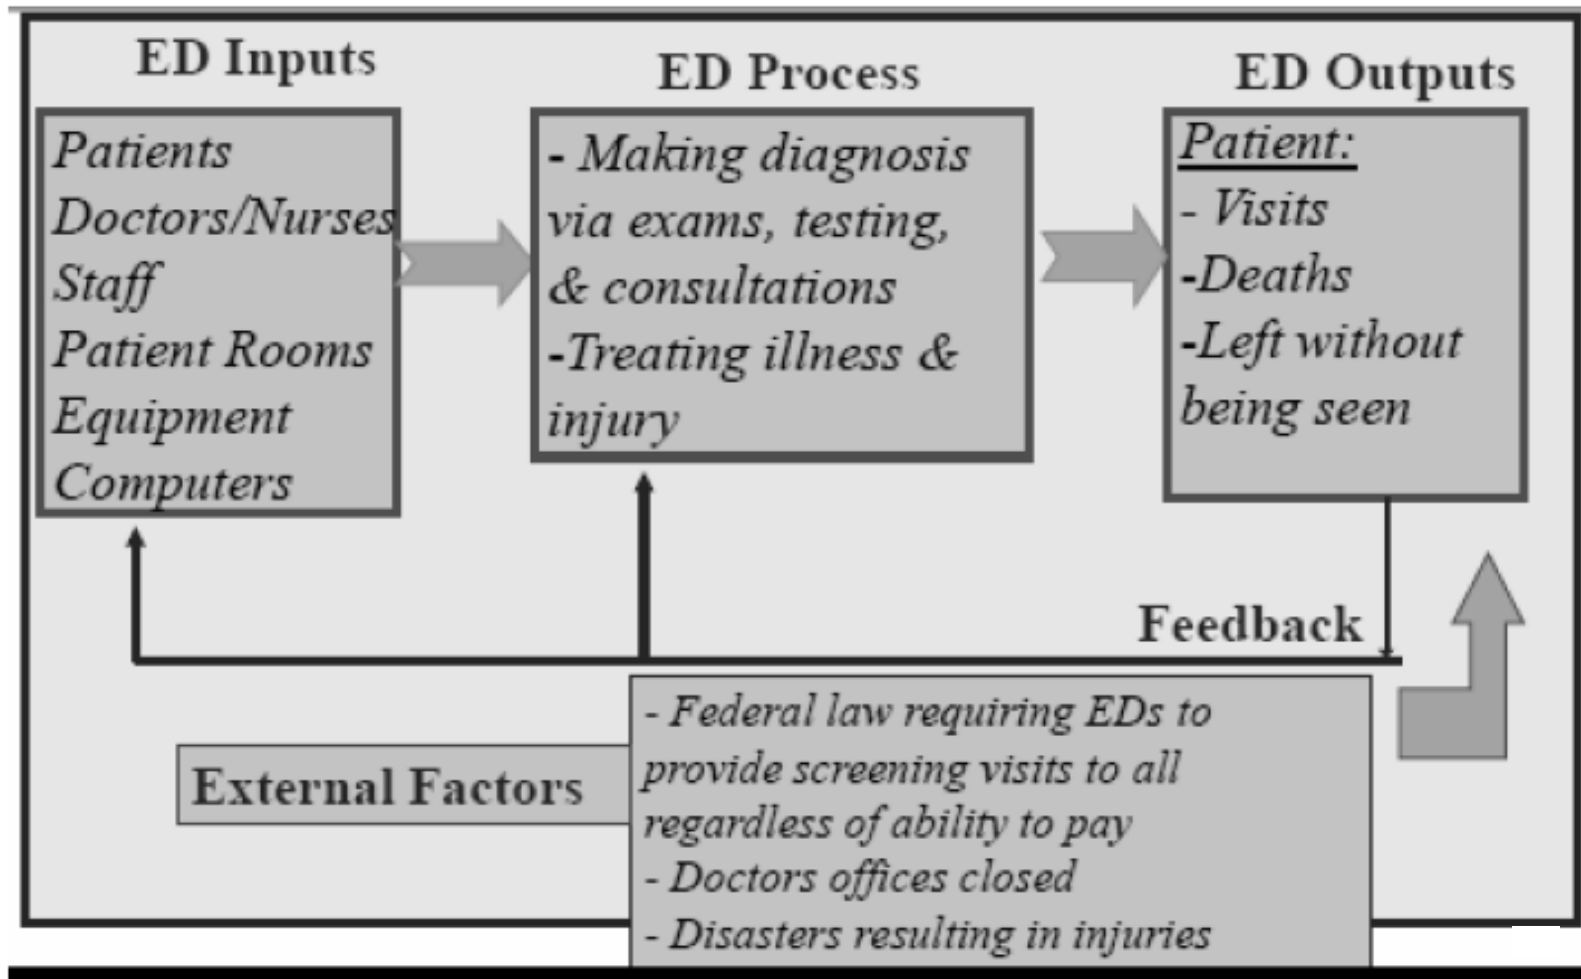 ED Inputs
Patients
Doctors/Nurses
Staff
Patient Rooms
Equipment
Computers
ED Process
- Making diagnosis
via exams, testing,
& consultations
-Treating illness &
injury
ED Outputs
Patient:
- Visits
-Deaths
-Left without
being seen
Feedback
External Factors
- Federal law requiring EDs to
provide screening visits to all
regardless of ability to pay
- Doctors offices closed
- Disasters resulting in injuries